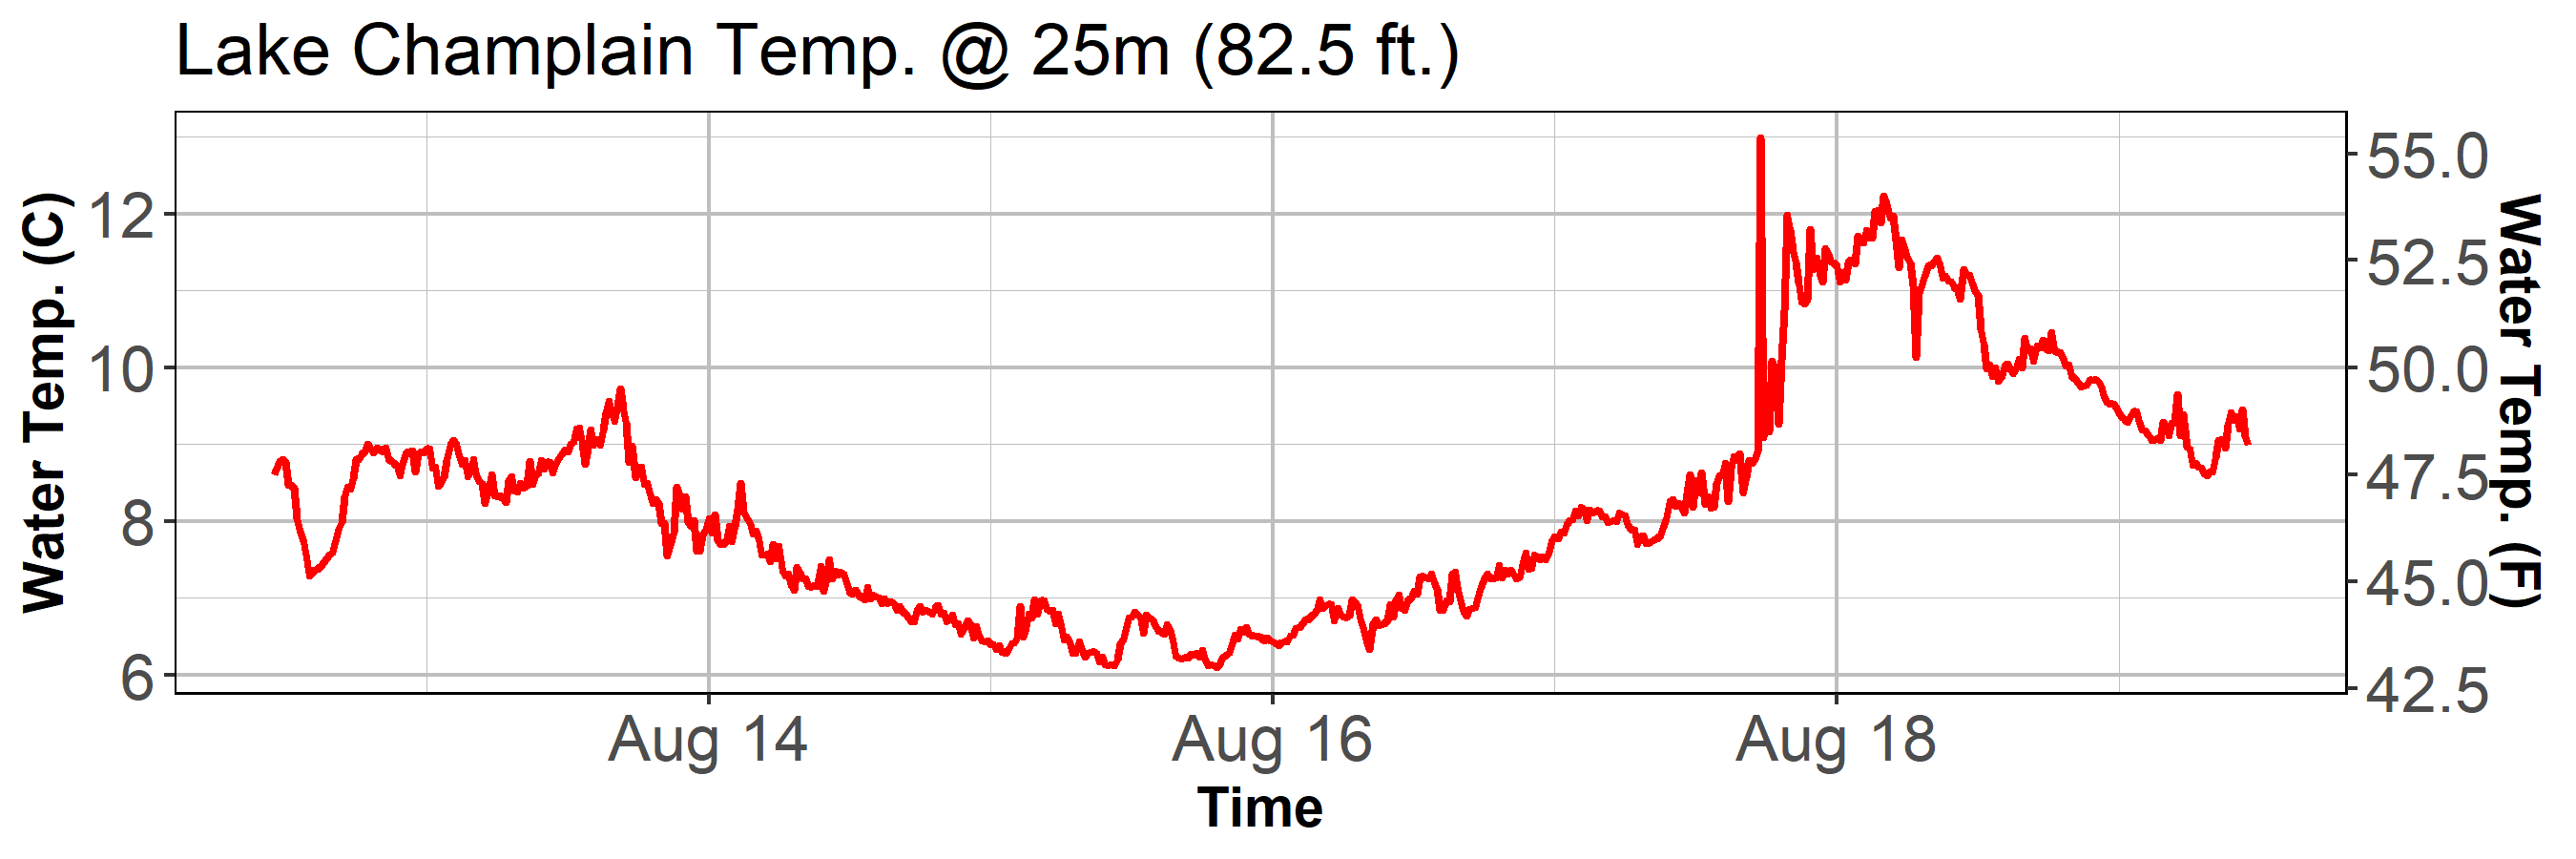 Lake Champlain Temp. @ 25m (82.5 ft.)
Water Temp. (C)
12
10
8
6
55.0
52.5
50.0
47.5
45.0
42.5
Water Temp. (F)
Aug 14
Aug 16
Aug 18
Time